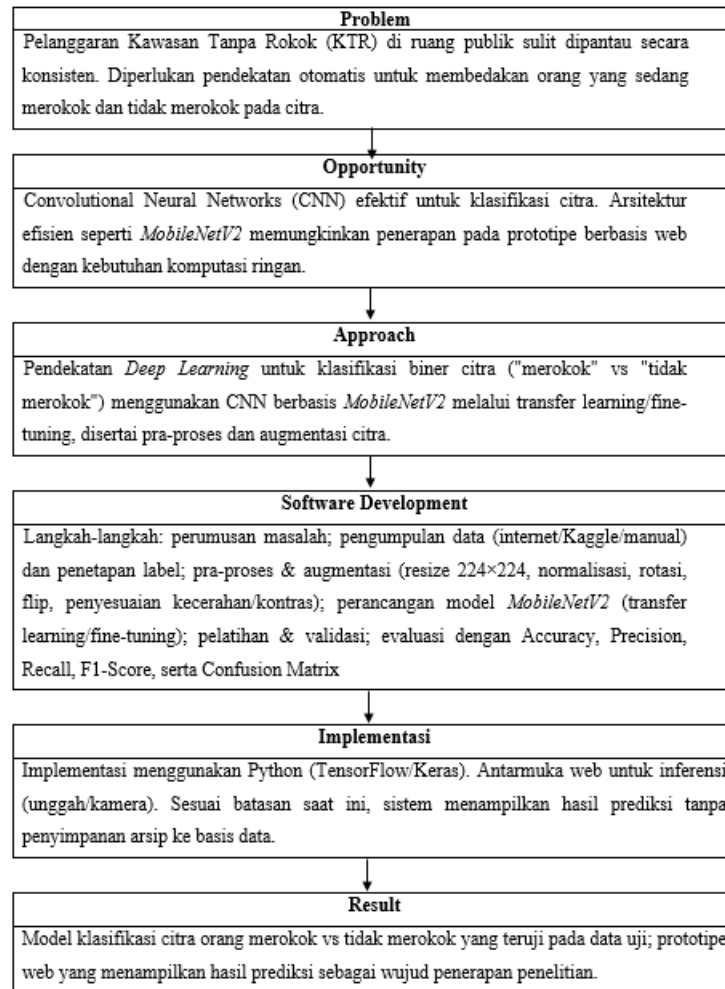 Problem
Pelanggaran Kawasan Tanpa Rokok (KTR) di ruang publik sulit dipantau secara
konsisten. Diperlukan pendekatan otomatis untuk membedakan orang yang sedang
merokok dan tidak merokok pada citra.
Opportunity
Convolutional Neural Networks (CNN) efektif untuk klasifikasi citra. Arsitektur
efisien seperti MobileNetV2 memungkinkan penerapan pada prototipe berbasis web
dengan kebutuhan komputasi ringan.
Approach
Pendekatan Deep Learning untuk klasifikasi biner citra ("merokok" vs "tidak
merokok") menggunakan CNN berbasis MobileNetV2 melalui transfer learning/fine-
tuning, disertai pra-proses dan augmentasi citra.
Software Development
Langkah-langkah: perumusan masalah; pengumpulan data (internet/Kaggle/manual)
dan penetapan label; pra-proses & augmentasi (resize 224×224, normalisasi, rotasi,
flip, penyesuaian kecerahan/kontras); perancangan model MobileNetV2 (transfer
learning/fine-tuning); pelatihan & validasi; evaluasi dengan Accuracy, Precision,
Recall, F1-Score, serta Confusion Matrix
Implementasi
Implementasi menggunakan Python (TensorFlow/Keras). Antarmuka web untuk inferensi
(unggah/kamera). Sesuai batasan saat ini, sistem menampilkan hasil prediksi tanpa
penyimpanan arsip ke basis data.
Result
Model klasifikasi citra orang merokok vs tidak merokok yang teruji pada data uji; prototipe
web yang menampilkan hasil prediksi sebagai wujud penerapan penelitian.